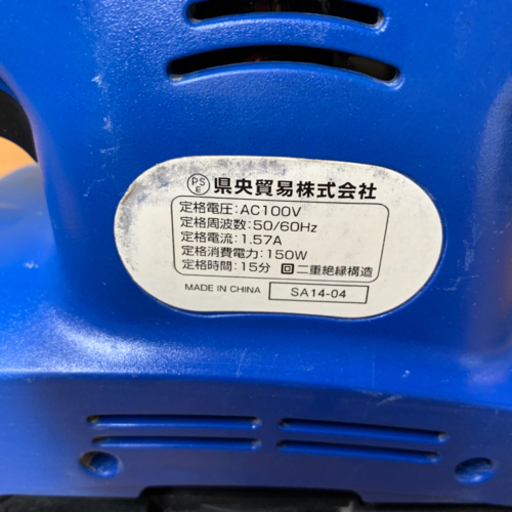 PSE 県央貿易株式会社
定格電圧:AC100V
定格周波数:50/60Hz
定格電流:1.57A
定格消費電力:150W
定格時間:15分 回 二重絶縁構造
MADE IN CHINA SA14-04